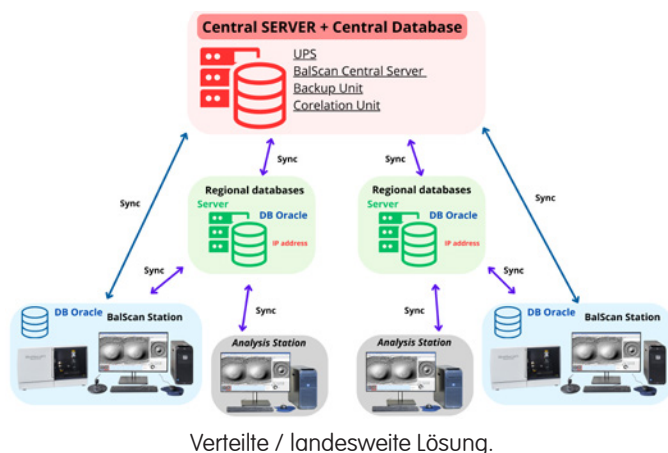 Central SERVER + Central Database
UPS
BalScan Central Server
Backup Unit
Corelation Unit
Sync
Sync
Sync
Sync
Regional databases
Server
DB Oracle
IP address
Regional databases
Server
DB Oracle
IP address
Sync
Sync
Sync
Sync
DB Oracle
BalScan Station
Analysis Station
Analysis Station
DB Oracle
BalScan Station
Verteilte / landesweite Lösung.